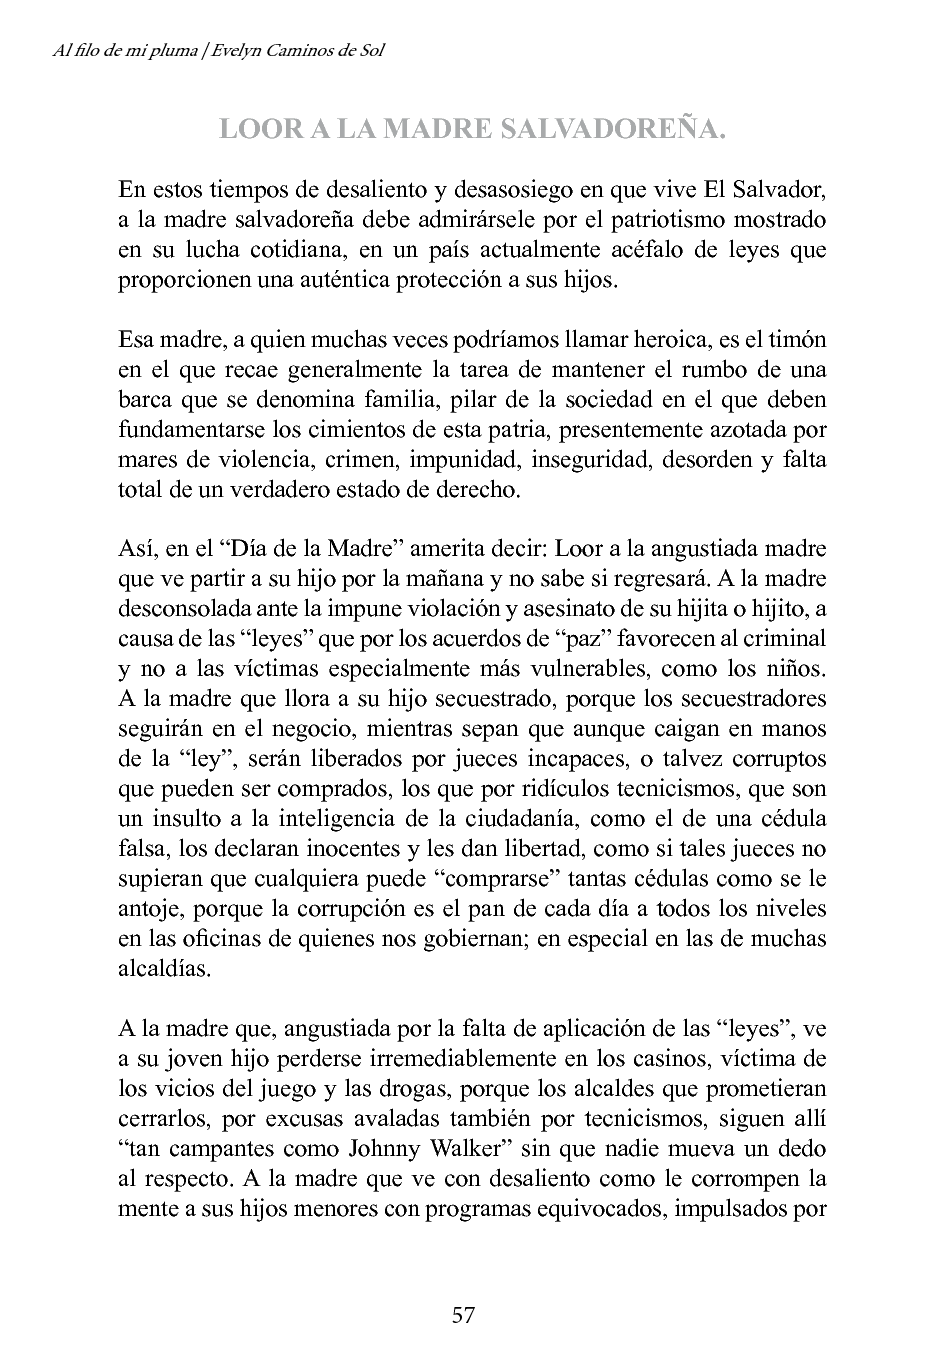 Al filo de mi pluma | Evelyn Caminos de Sol
LOOR A LA MADRE SALVADOREÑA.
En estos tiempos de desaliento y desasosiego en que vive El Salvador,
a la madre salvadoreña debe admirársele por el patriotismo mostrado
en su lucha cotidiana, en un país actualmente acéfalo de leyes que
proporcionen una auténtica protección a sus hijos.
Esa madre, a quien muchas veces podríamos llamar heroica, es el timón
en el que recae generalmente la tarea de mantener el rumbo de una
barca que se denomina familia, pilar de la sociedad en el que deben
fundamentarse los cimientos de esta patria, presentemente azotada por
mares de violencia, crimen, impunidad, inseguridad, desorden y falta
total de un verdadero estado de derecho.
Así, en el “Día de la Madre” amerita decir: Loor a la angustiada madre
que ve partir a su hijo por la mañana y no sabe si regresará. A la madre
desconsolada ante la impune violación y asesinato de su hijita o hijito, a
causa de las “leyes” que por los acuerdos de “paz” favorecen al criminal
y no a las víctimas especialmente más vulnerables, como los niños.
A la madre que llora a su hijo secuestrado, porque los secuestradores
seguirán en el negocio, mientras sepan que aunque caigan en manos
de la “ley”, serán liberados por jueces incapaces, o talvez corruptos
que pueden ser comprados, los que por ridículos tecnicismos, que son
un insulto a la inteligencia de la ciudadanía, como el de una cédula
falsa, los declaran inocentes y les dan libertad, como si tales jueces no
supieran que cualquiera puede “comprarse” tantas cédulas como se le
antoje, porque la corrupción es el pan de cada día a todos los niveles
en las oficinas de quienes nos gobiernan; en especial en las de muchas
alcaldías.
A la madre que, angustiada por la falta de aplicación de las “leyes”, ve
a su joven hijo perderse irremediablemente en los casinos, víctima de
los vicios del juego y las drogas, porque los alcaldes que prometieran
cerrarlos, por excusas avaladas también por tecnicismos, siguen allí
“tan campantes como Johnny Walker” sin que nadie mueva un dedo
al respecto. A la madre que ve con desaliento como le corrompen la
mente a sus hijos menores con programas equivocados, impulsados por
57